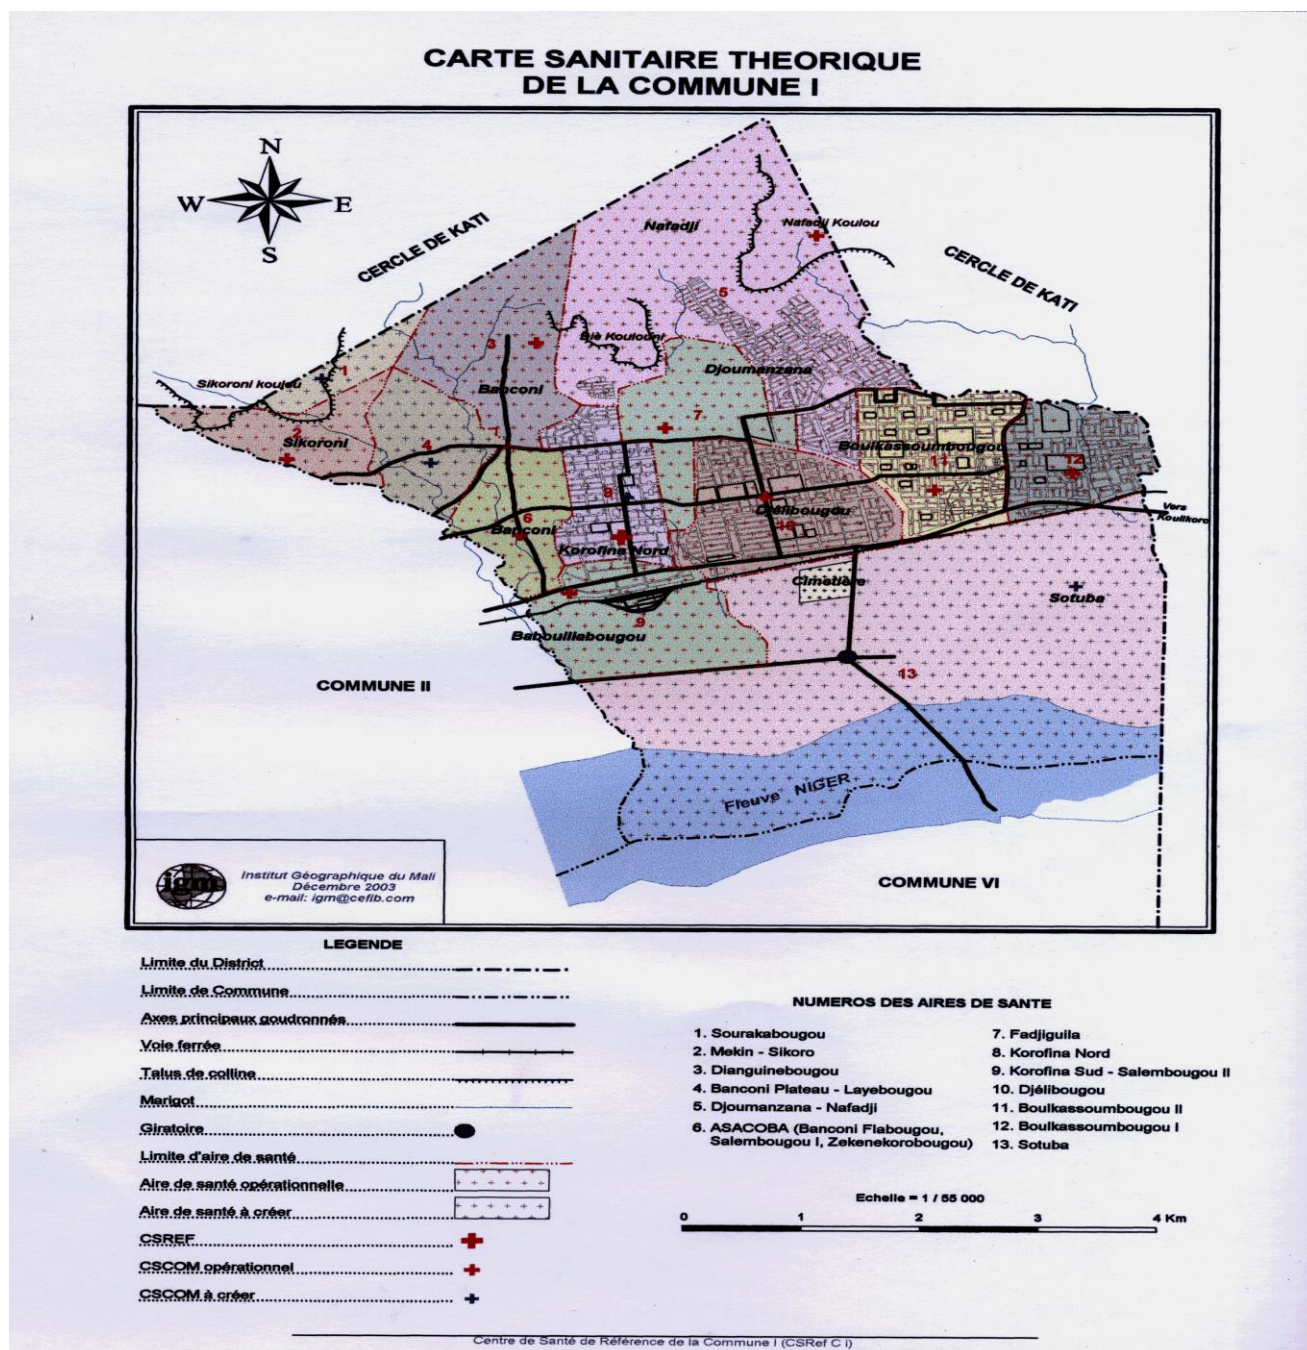 CARTE SANITAIRE THEORIQUE
DE LA COMMUNE I
N
W E
S
CERCLE DE KATI
CERCLE DE KATI
Nafadji
Nafadji Koulou
5
3
Biè Koulouni
1
Sikoroni koulou
Banconi
Djoumanzana
2
Sikoroni
4
7
Boulkassoumbougou
11
12
8
6
Banconi
Djélibougou
10
Vers
Koulikoro
Korofina Nord
Cimetière
Sotuba
9
Babouillabougou
13
COMMUNE II
Fleuve NIGER
COMMUNE VI
igm
Institut Géographique du Mali
Décembre 2003
e-mail: igm@cefib.com
LEGENDE
Limite du District
Limite de Commune
Axes principaux goudronnés
Voie ferrée
Talus de colline
Marigot
Giratoire
Limite d'aire de santé
Aire de santé opérationnelle
Aire de santé à créer
CSREF
CSCOM opérationnel
CSCOM à créer
NUMEROS DES AIRES DE SANTE
1. Sourakabougou
2. Mekin - Sikoro
3. Dianguinebougou
4. Banconi Plateau - Layebougou
5. Djoumanzana - Nafadji
6. ASACOBA (Banconi Flabougou,
Salembougou I, Zekenekorobougou)
7. Fadjiguila
8. Korofina Nord
9. Korofina Sud - Salembougou II
10. Djélibougou
11. Boulkassoumbougou II
12. Boulkassoumbougou I
13. Sotuba
Echelle = 1 / 55 000
0 1 2 3 4 Km
Centre de Santé de Référence de la Commune I (CSRef C I)